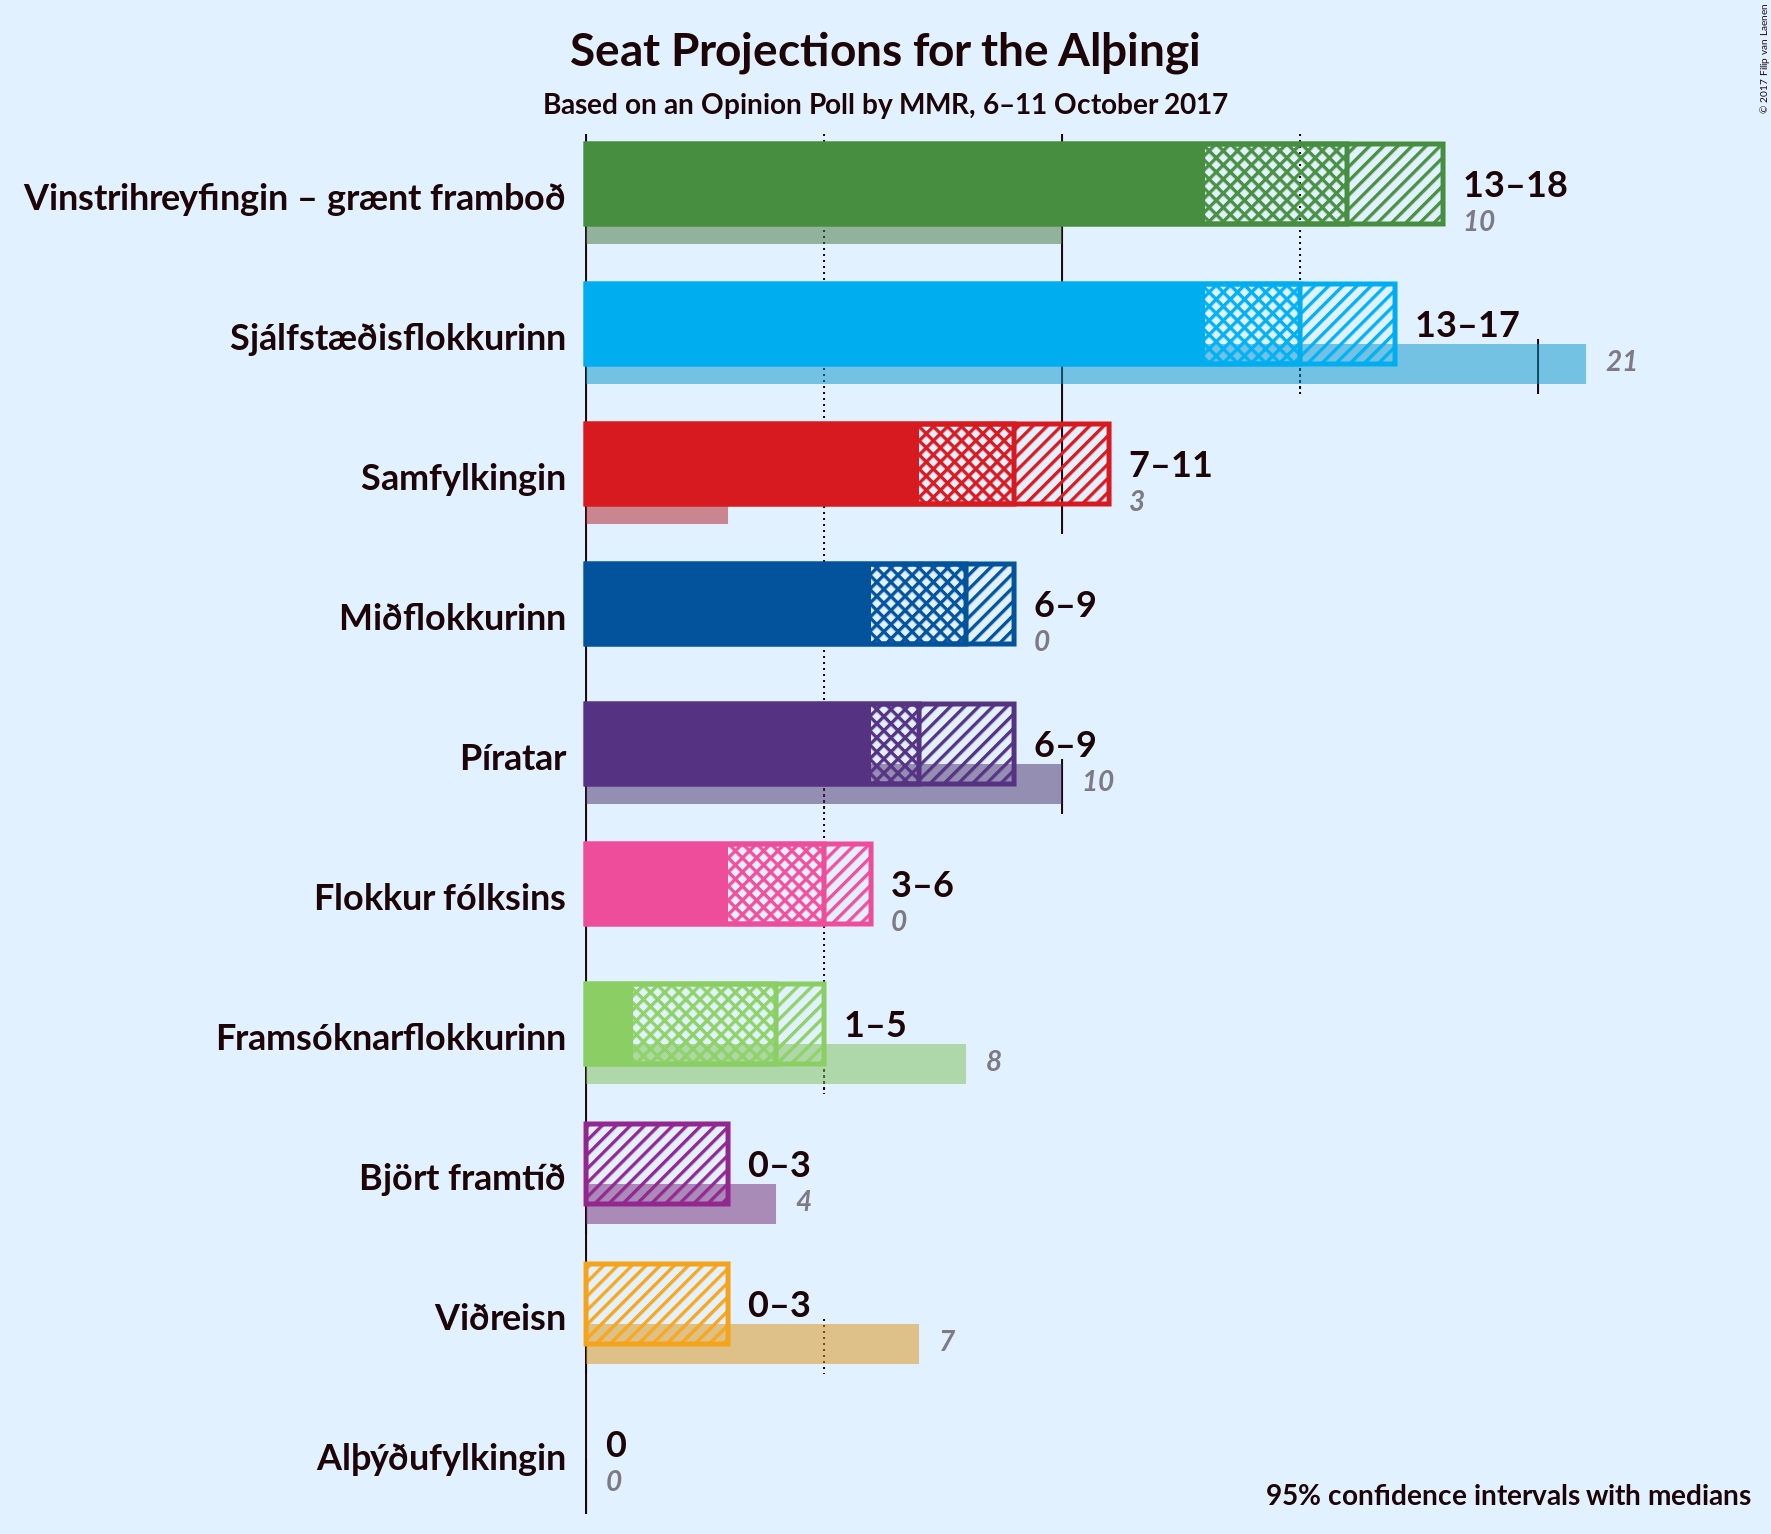 Seat Projections for the Alþingi
Based on an Opinion Poll by MMR, 6–11 October 2017
© 2017 Filip van Laenen
Vinstrihreyfingin – grænt framboð
13–18
10
Sjálfstæðisflokkurinn
13–17
21
Samfylkingin
7–11
3
Miðflokkurinn
6–9
0
Píratar
6–9
10
Flokkur fólksins
3–6
0
Framsóknarflokkurinn
1–5
8
Björt framtíð
0–3
4
Viðreisn
0–3
7
Alþýðufylkingin
0
0
95% confidence intervals with medians